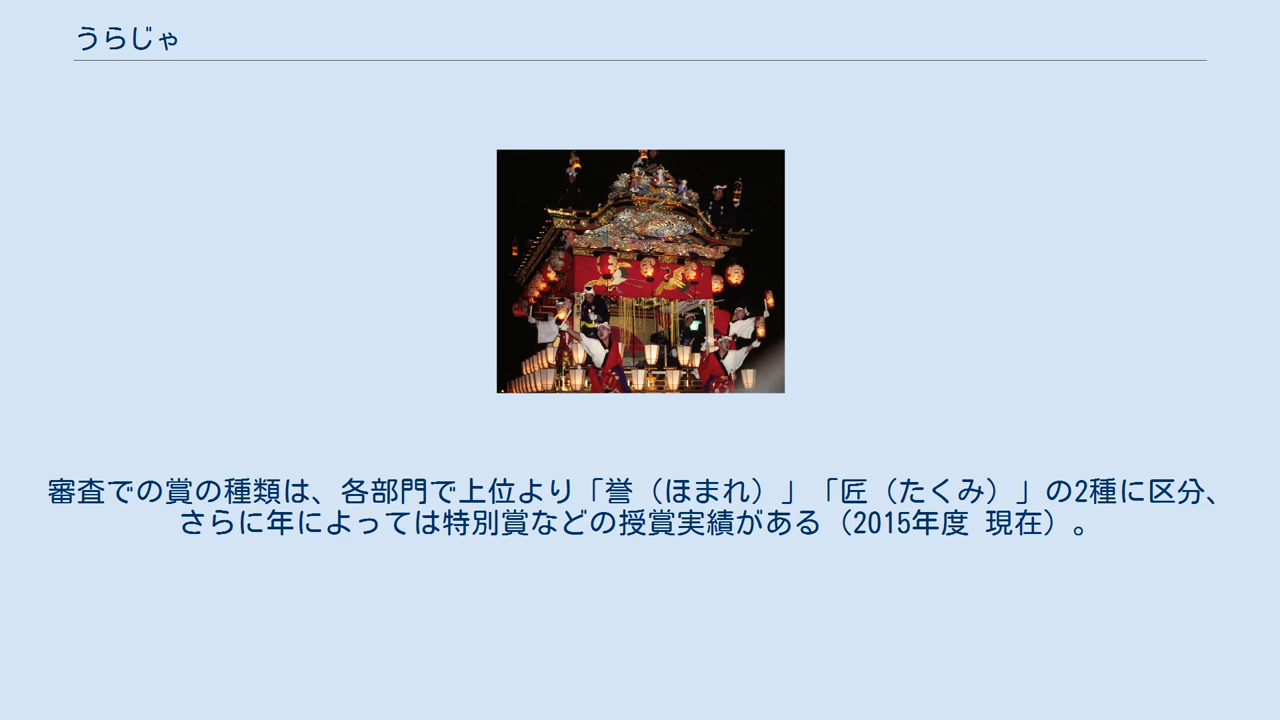 うらじゃ
審査での賞の種類は、各部門で上位より「誉（ほまれ）」「匠（たくみ）」の2種に区分、
さらに年によっては特別賞などの授賞実績がある（2015年度 現在）。